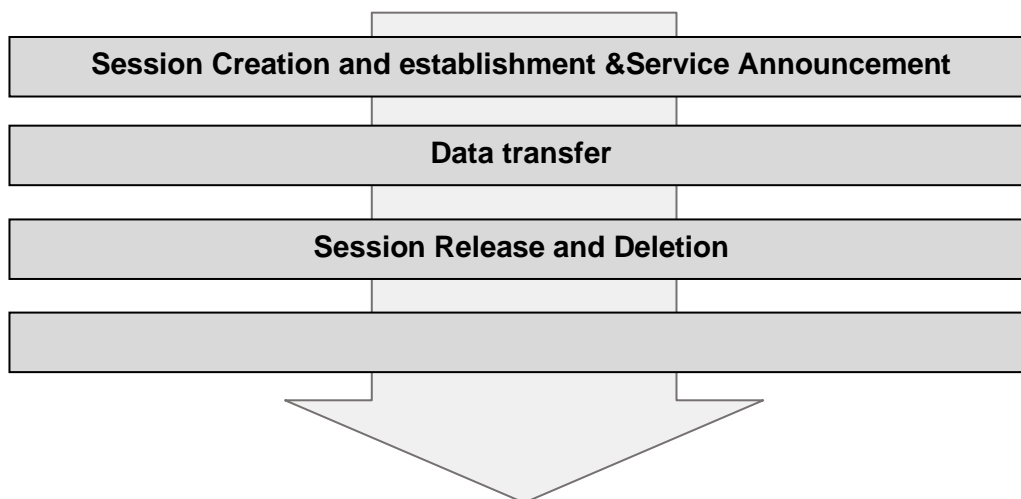 Session Creation and establishment &Service Announcement
Data transfer
Session Release and Deletion